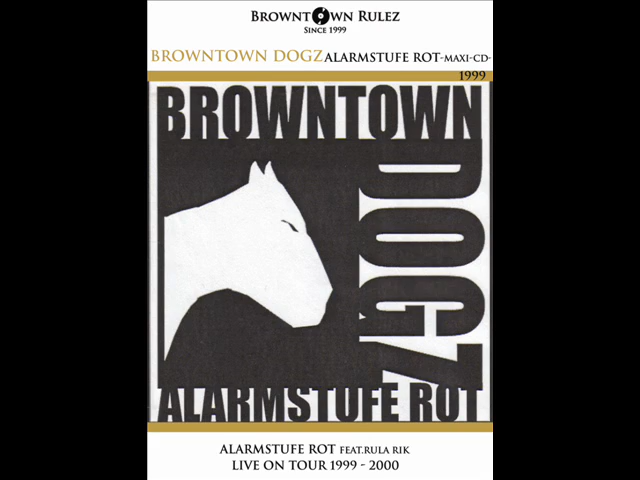 BROWNTOWN RULEZ
SINCE 1999
BROWNTOWN DOGZ ALARMSTUFE ROT-MAXI-CD-
1999
BROWNTOWN
DOGZ
ALARMSTUFE ROT
ALARMSTUFE ROT FEAT.RULA RIK
LIVE ON TOUR 1999 - 2000